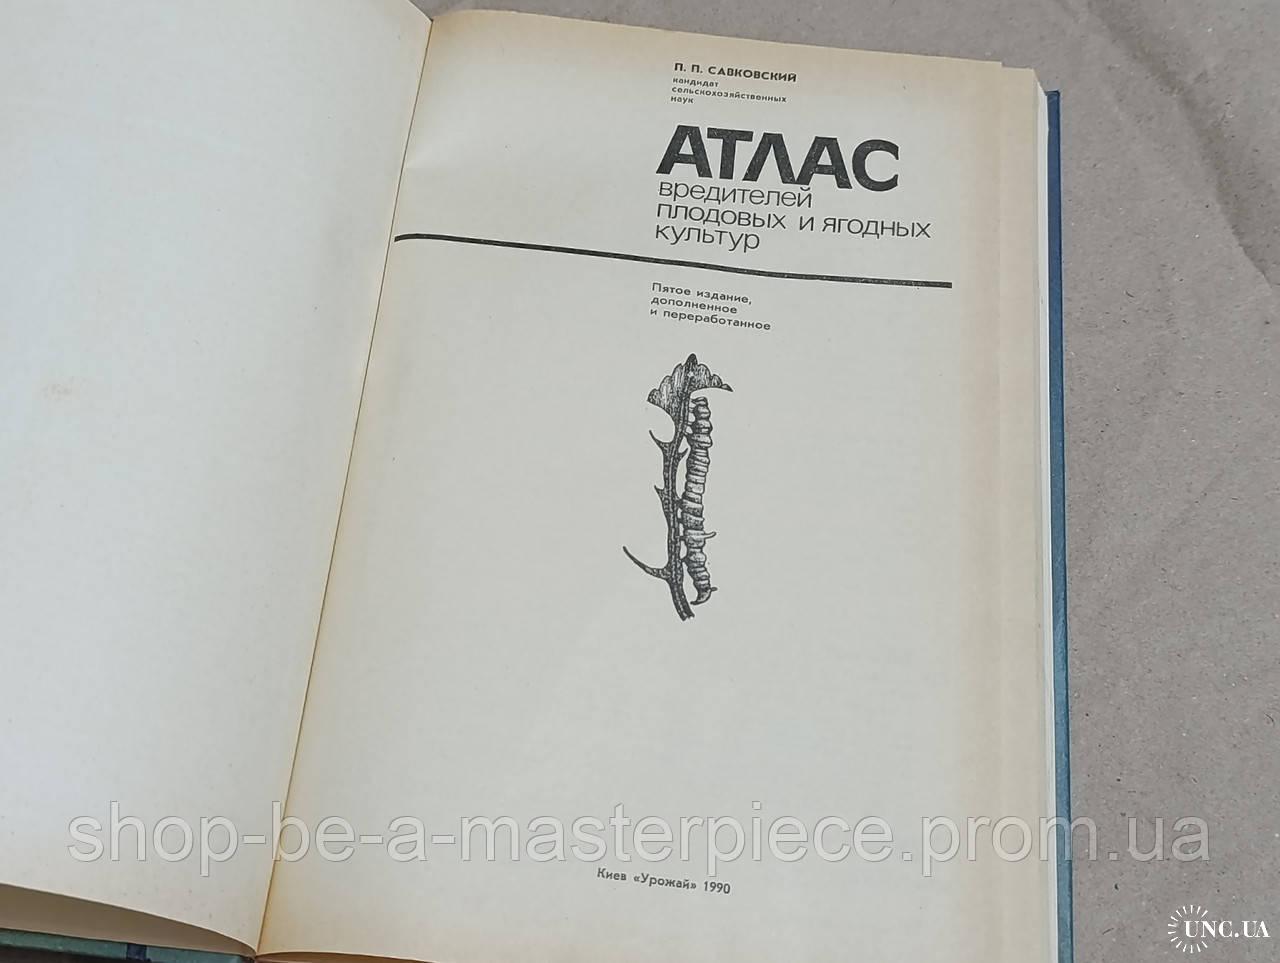 П. П. САВКОВСКИЙ
кандидат
сельскохозяйственных
наук
АТЛАС
вредителей
плодовых и ягодных
культур
Пятое издание,
дополненное
и переработанное
shop-be-a-masterpiece.prom.ua
Киев «Урожай» 1990
UNC.UA